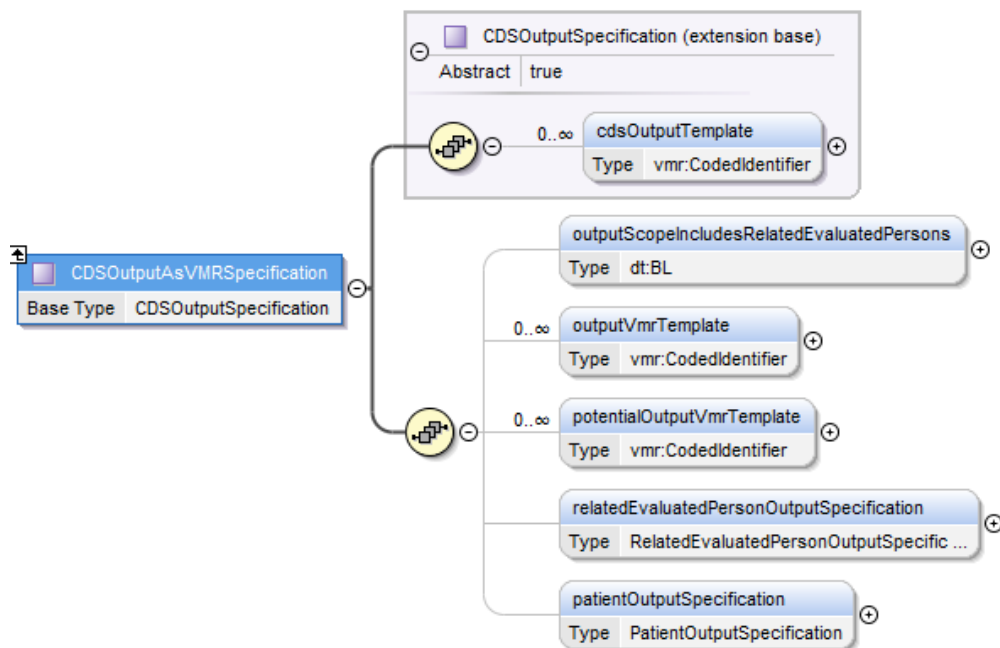 CDSOutputSpecification (extension base)
Abstract true
0..∞ cdsOutputTemplate
Type vmr:CodedIdentifier
CDSOutputAsVMRSpecification
Base Type CDSOutputSpecification
outputScopeIncludesRelatedEvaluatedPersons
Type dt:BL
0..∞ outputVmrTemplate
Type vmr:CodedIdentifier
0..∞ potentialOutputVmrTemplate
Type vmr:CodedIdentifier
relatedEvaluatedPersonOutputSpecification
Type RelatedEvaluatedPersonOutputSpecific ...
patientOutputSpecification
Type PatientOutputSpecification